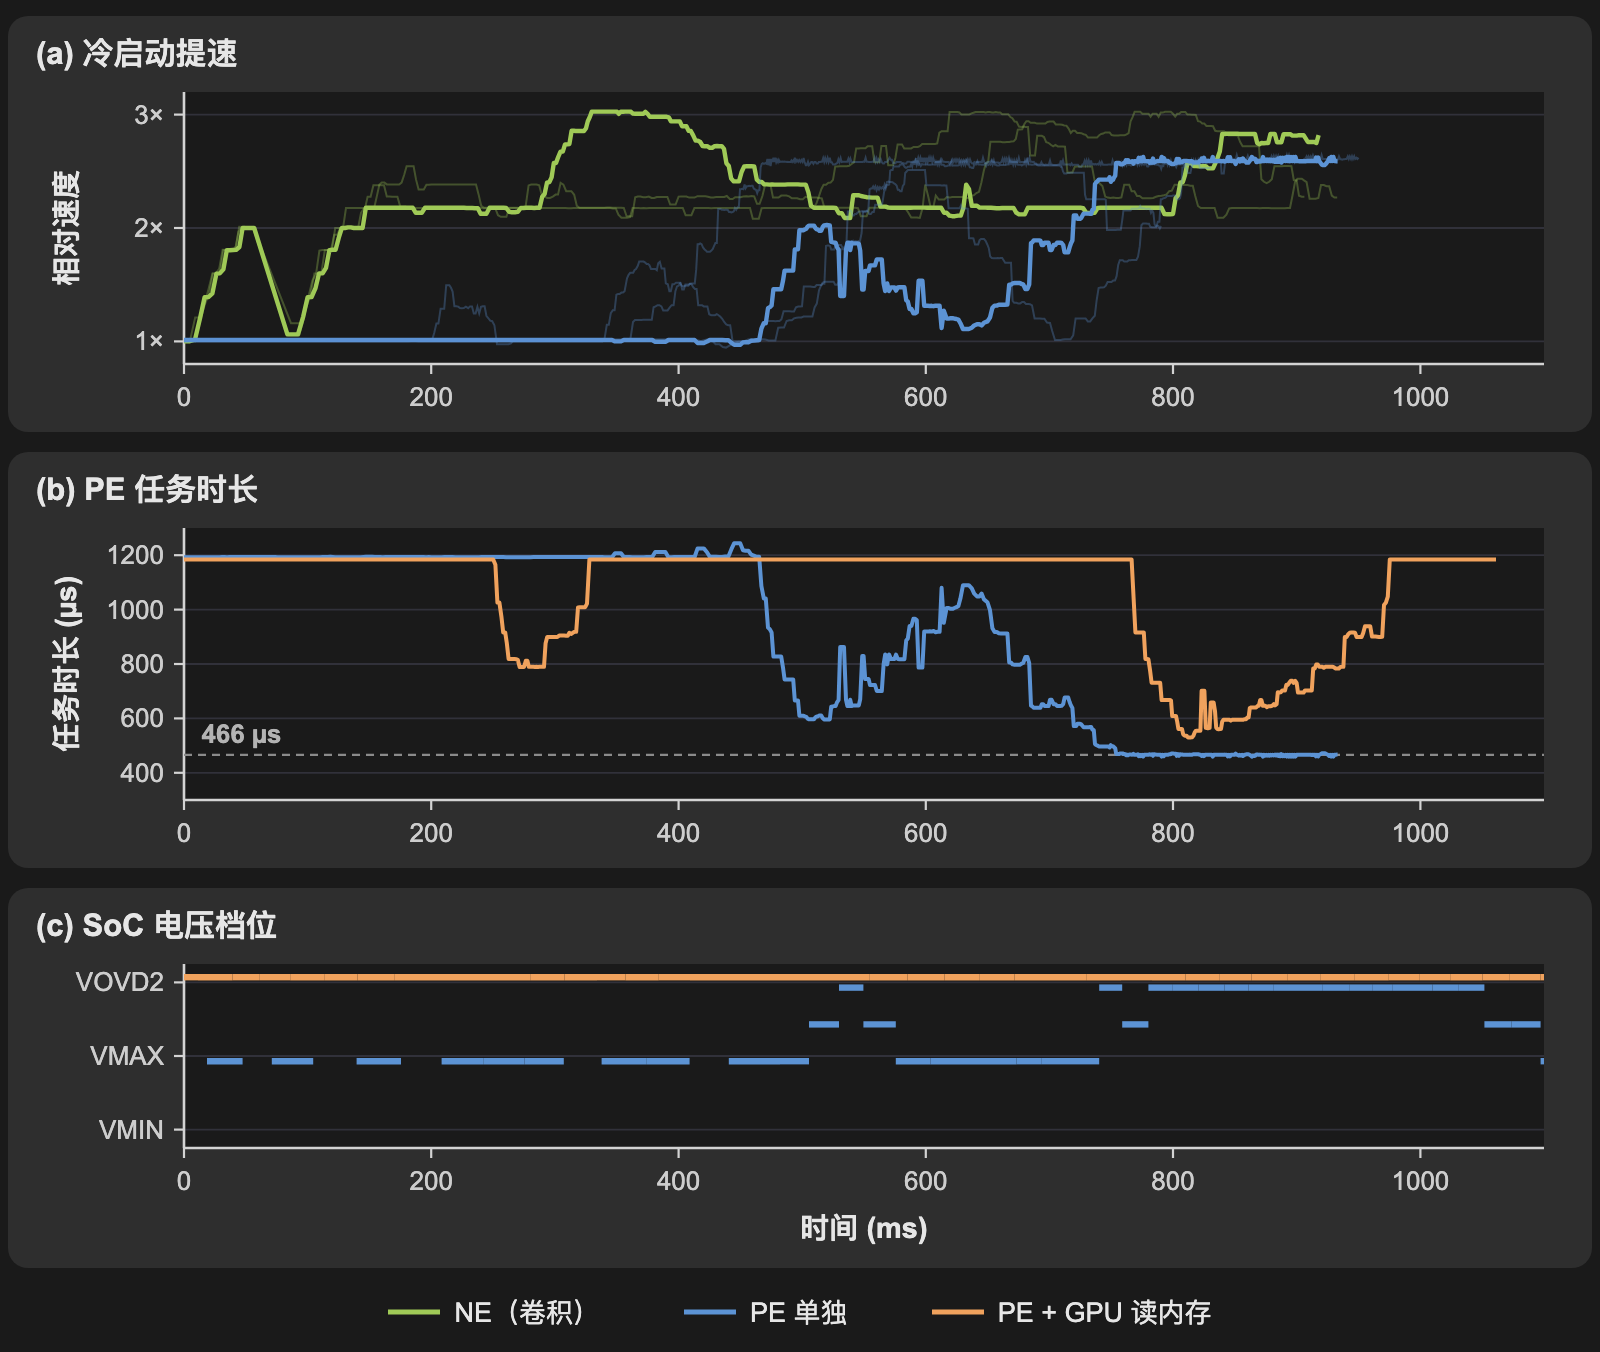 (a) 冷启动提速
相对速度
3×
2×
1×
0 200 400 600 800 1000
(b) PE 任务时长
任务时长 (μs)
1200
1000
800
600
466 μs
400
0 200 400 600 800 1000
(c) SoC 电压档位
VOVD2
VMAX
VMIN
0 200 400 600 800 1000
时间 (ms)
NE（卷积） PE 单独 PE + GPU 读内存